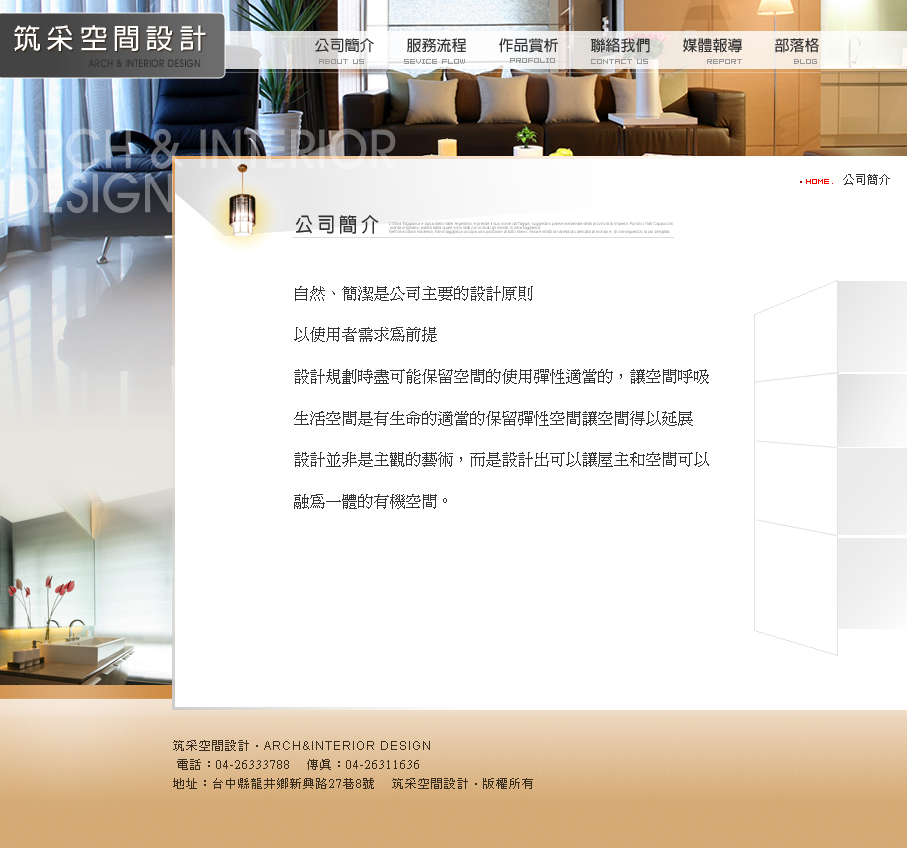 筑采空間設計
ARCH & INTERIOR DESIGN
公司簡介 服務流程 作品賞析 聯絡我們 媒體報導 部落格
ABOUT US SEVICE FLOW PROFOLIO CONTACT US REPORT BLOG
ARCH & INTERIOR
DESIGN
HOME. 公司簡介
公司簡介
自然、簡潔是公司主要的設計原則
以使用者需求為前提
設計規劃時盡可能保留空間的使用彈性適當的，讓空間呼吸
生活空間是有生命的適當的保留彈性空間讓空間得以延展
設計並非是主觀的藝術，而是設計出可以讓屋主和空間可以
融為一體的有機空間。
筑采空間設計・ARCH&INTERIOR DESIGN
電話：04-26333788 傳真：04-26311636
地址：台中縣龍井鄉新興路27巷8號 筑采空間設計・版權所有